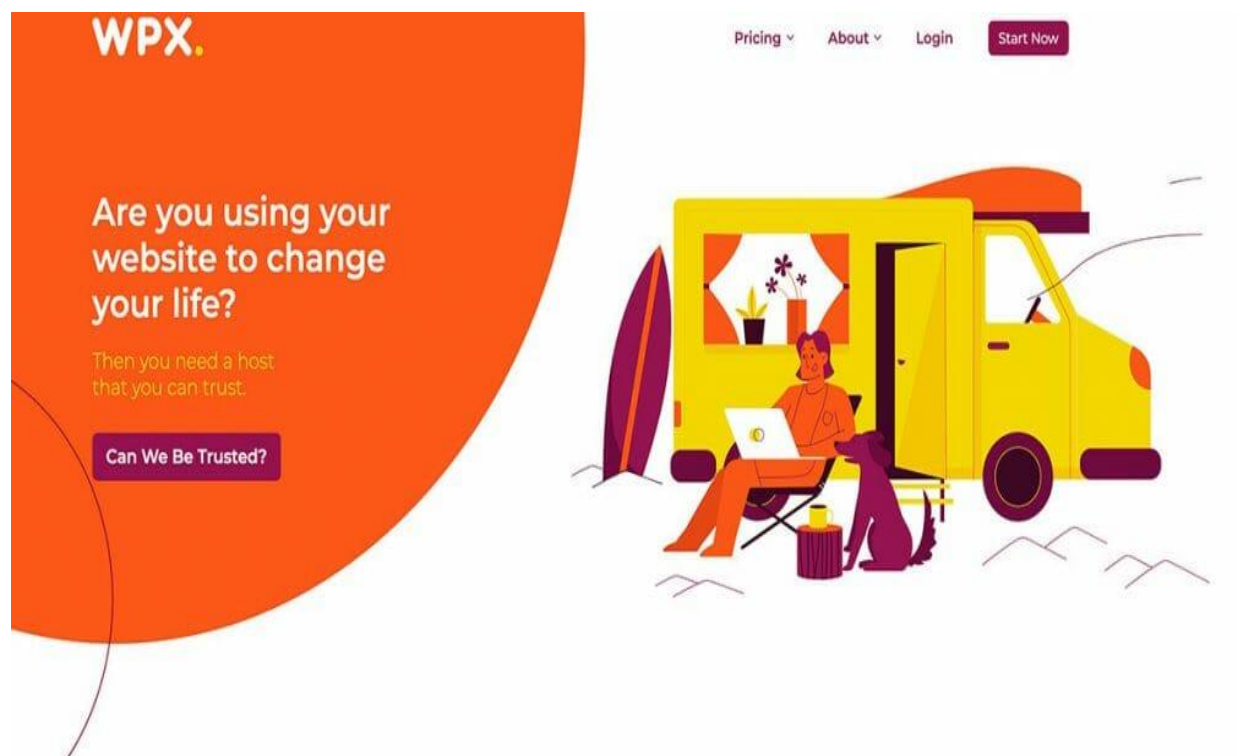 WPX.
Pricing
About
Login
Start Now
Are you using your
website to change
your life?
Then you need a host
that you can trust.
Can We Be Trusted?